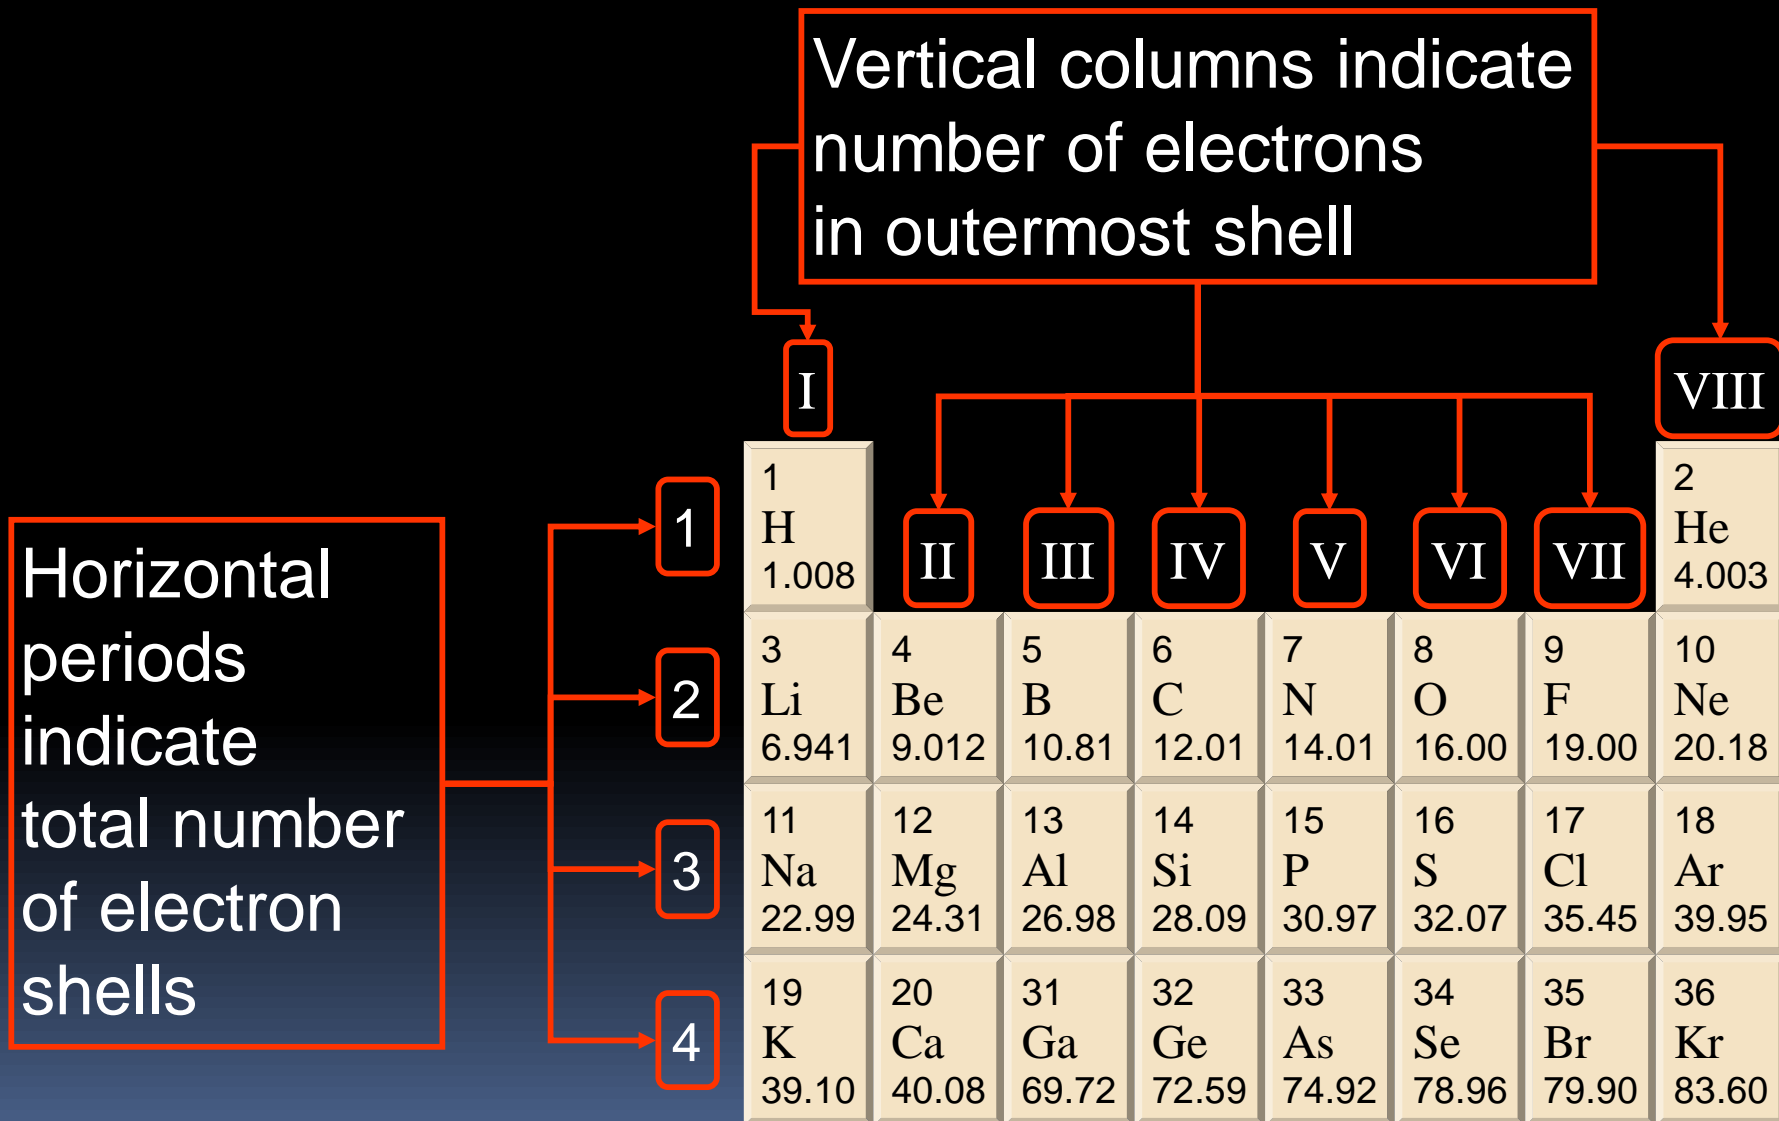 Vertical columns indicate
number of electrons
in outermost shell
I
VIII
Horizontal
periods
indicate
total number
of electron
shells
II III IV V VI VII
1
1
H
1.008
2
He
4.003
2
3
Li
6.941
4
Be
9.012
5
B
10.81
6
C
12.01
7
N
14.01
8
O
16.00
9
F
19.00
10
Ne
20.18
3
11
Na
22.99
12
Mg
24.31
13
Al
26.98
14
Si
28.09
15
P
30.97
16
S
32.07
17
Cl
35.45
18
Ar
39.95
4
19
K
39.10
20
Ca
40.08
31
Ga
69.72
32
Ge
72.59
33
As
74.92
34
Se
78.96
35
Br
79.90
36
Kr
83.60